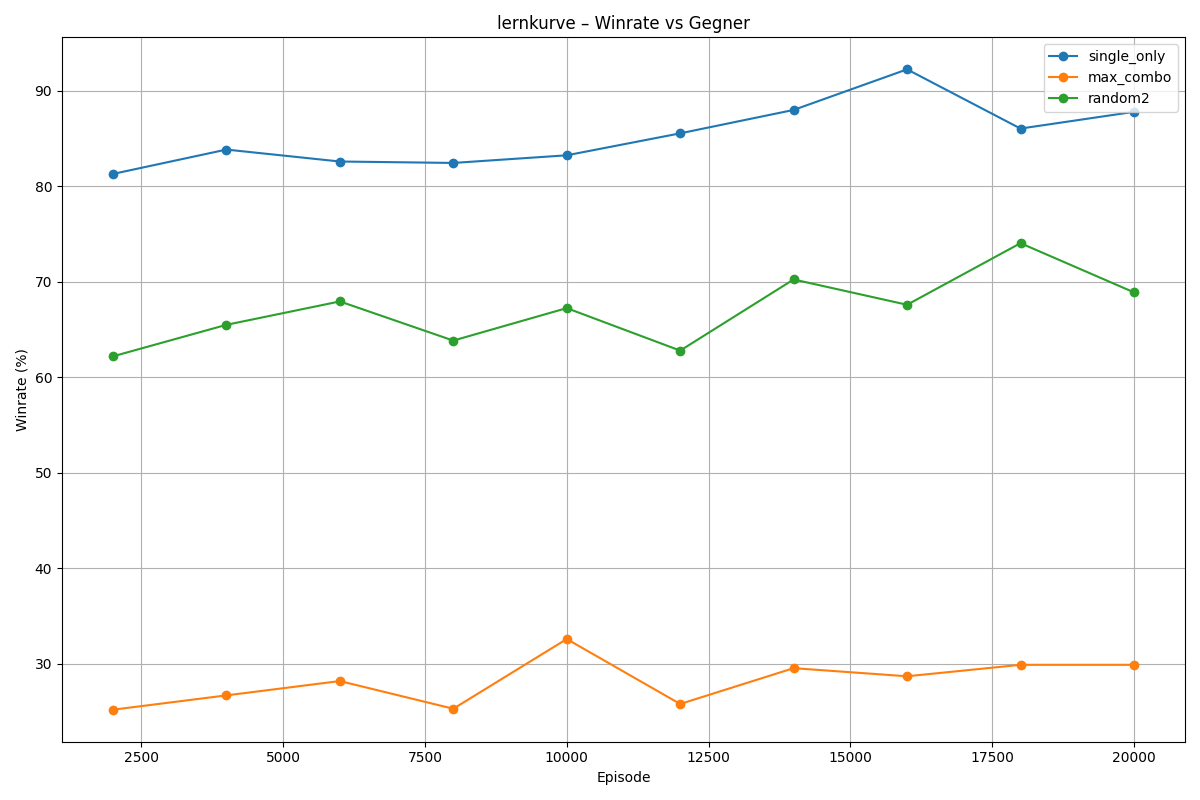 lernkurve – Winrate vs Gegner
single_only
max_combo
random2
Winrate (%)
90
80
70
60
50
40
30
2500 5000 7500 10000 12500 15000 17500 20000
Episode